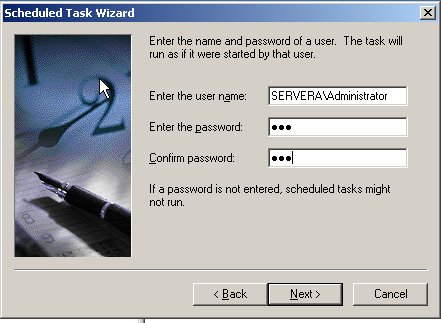 Scheduled Task Wizard
Enter the name and password of a user. The task will
run as if it were started by that user.
Enter the user name:
SERVERA\Administrator
Enter the password:
●●●
Confirm password:
●●●
If a password is not entered, scheduled tasks might
not run.
< Back
Next >
Cancel